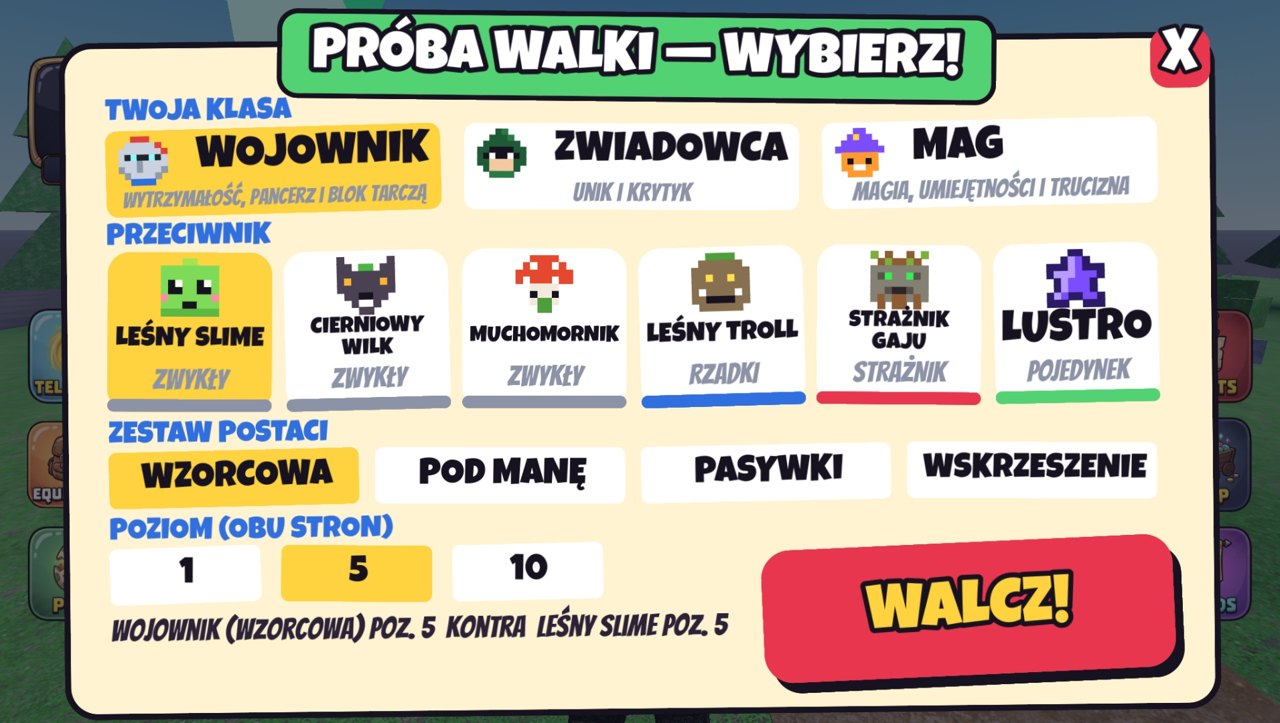 PRÓBA WALKI — WYBIERZ!
X
TWOJA KLASA
WOJOWNIK
WYTRZYMAŁOŚĆ, PANCERZ I BLOK TARCZĄ
ZWIADOWCA
UNIK I KRYTYK
MAG
MAGIA, UMIEJĘTNOŚCI I TRUCIZNA
PRZECIWNIK
LEŚNY SLIME
ZWYKŁY
CIERNIOWY
WILK
ZWYKŁY
MUCHOMORNIK
ZWYKŁY
LEŚNY TROLL
RZADKI
STRAŻNIK
GAJU
STRAŻNIK
LUSTRO
POJEDYNEK
ZESTAW POSTACI
WZORCOWA
POD MANĘ
PASYWKI
WSKRZESZENIE
POZIOM (OBU STRON)
1
5
10
WOJOWNIK (WZORCOWA) POZ. 5 KONTRA LEŚNY SLIME POZ. 5
WALCZ!